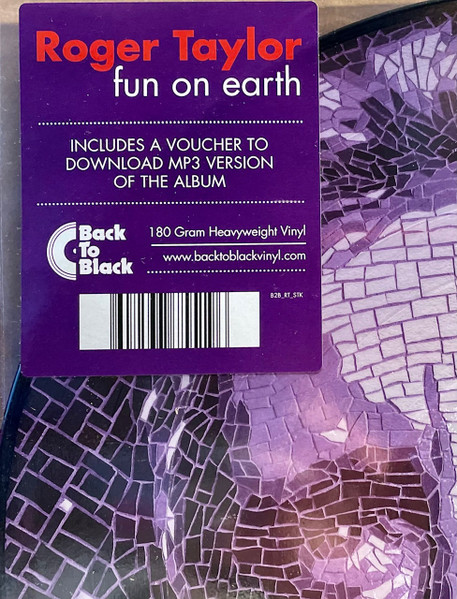 Roger Taylor
fun on earth
INCLUDES A VOUCHER TO
DOWNLOAD MP3 VERSION
OF THE ALBUM
Back
To
Black
180 Gram Heavyweight Vinyl
www.backtoblackvinyl.com
B2B_RT_STK